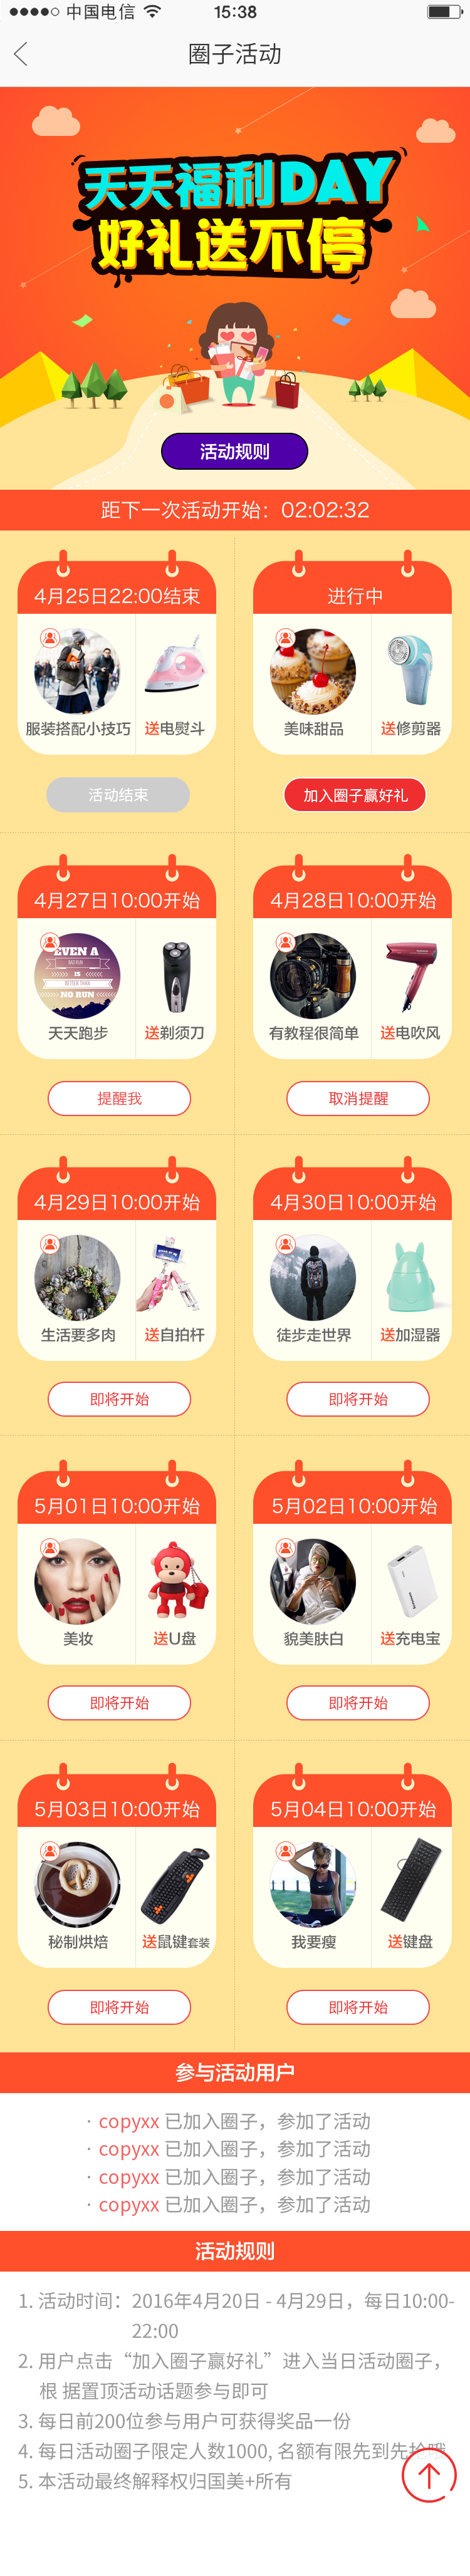 中国电信
15:38
圈子活动
天天福利DAY
好礼送不停
活动规则
距下一次活动开始：02:02:32
4月25日22:00结束
服装搭配小技巧
送电熨斗
活动结束
进行中
美味甜品
送修剪器
加入圈子赢好礼
4月27日10:00开始
EVEN A
BAD RUN
IS
BETTER THAN
NO RUN
天天跑步
送剃须刀
提醒我
4月28日10:00开始
有教程很简单
送电吹风
取消提醒
4月29日10:00开始
生活要多肉
送自拍杆
即将开始
4月30日10:00开始
徒步走世界
送加湿器
即将开始
5月01日10:00开始
美妆
送U盘
即将开始
5月02日10:00开始
貌美肤白
送充电宝
即将开始
5月03日10:00开始
秘制烘焙
送鼠键套装
即将开始
5月04日10:00开始
我要瘦
送键盘
即将开始
参与活动用户
· copyxx 已加入圈子，参加了活动
· copyxx 已加入圈子，参加了活动
· copyxx 已加入圈子，参加了活动
· copyxx 已加入圈子，参加了活动
活动规则
1. 活动时间：2016年4月20日 - 4月29日，每日10:00-
22:00
2. 用户点击“加入圈子赢好礼”进入当日活动圈子，
根 据置顶活动话题参与即可
3. 每日前200位参与用户可获得奖品一份
4. 每日活动圈子限定人数1000, 名额有限先到先抢哦
5. 本活动最终解释权归国美+所有